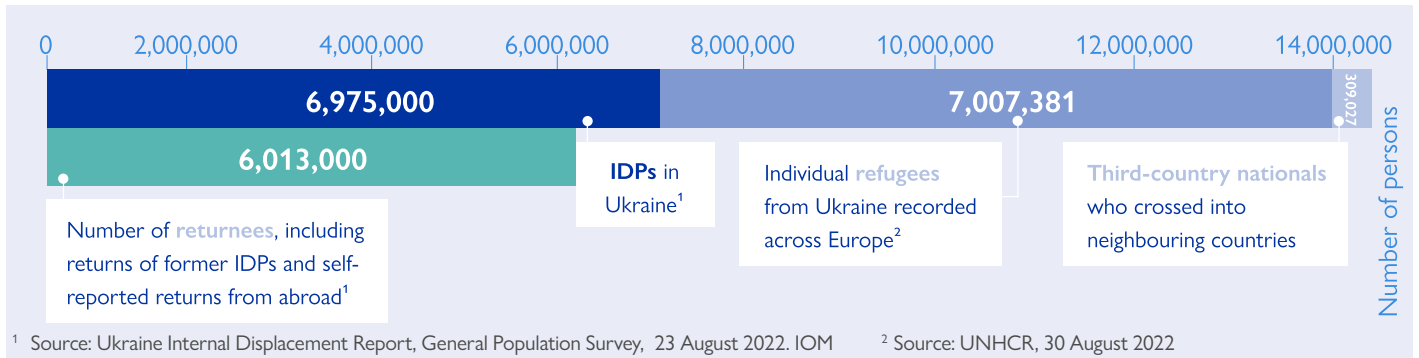 0 2,000,000 4,000,000 6,000,000 8,000,000 10,000,000 12,000,000 14,000,000
6,975,000 7,007,381 309,027
6,013,000
IDPs in
Ukraine¹
Individual refugees
from Ukraine recorded
across Europe²
Third-country nationals
who crossed into
neighbouring countries
Number of persons
Number of returnees, including
returns of former IDPs and self-
reported returns from abroad¹
¹ Source: Ukraine Internal Displacement Report, General Population Survey, 23 August 2022. IOM ² Source: UNHCR, 30 August 2022